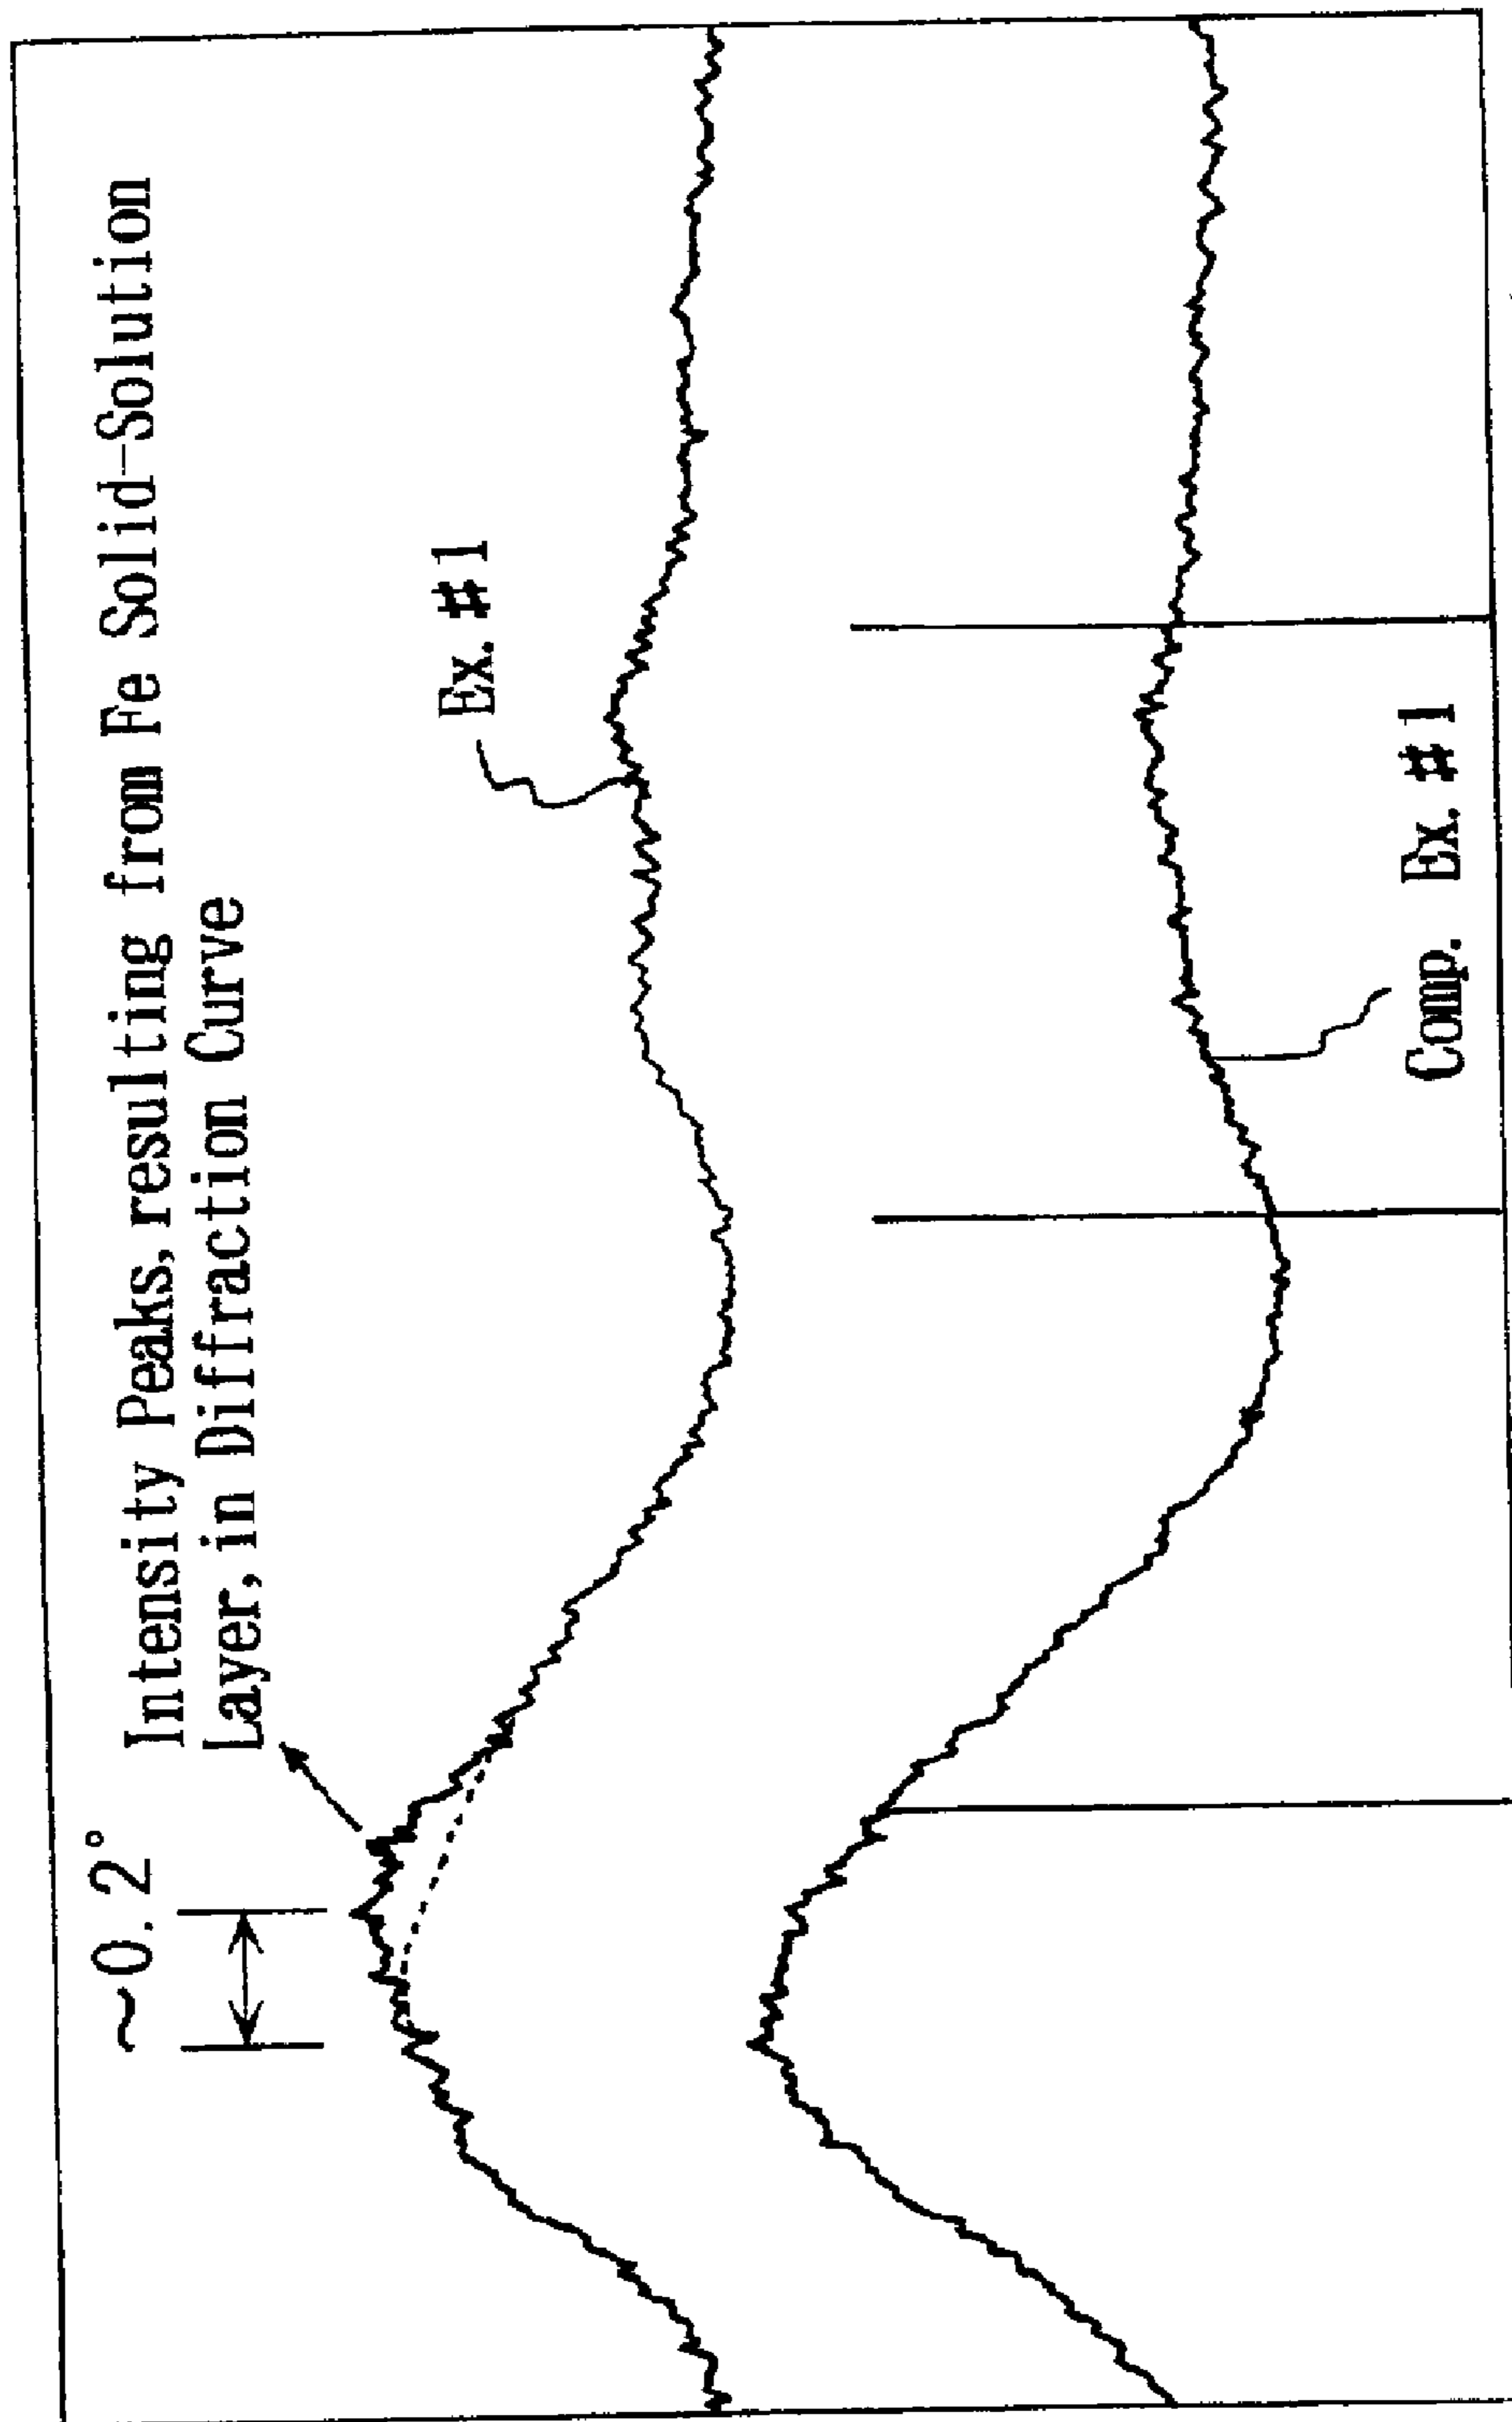 ~0.2°
Intensity Peaks, resulting from Fe Solid-Solution
Layer, in Diffraction Curve
Ex. #1
Comp. Ex. #1